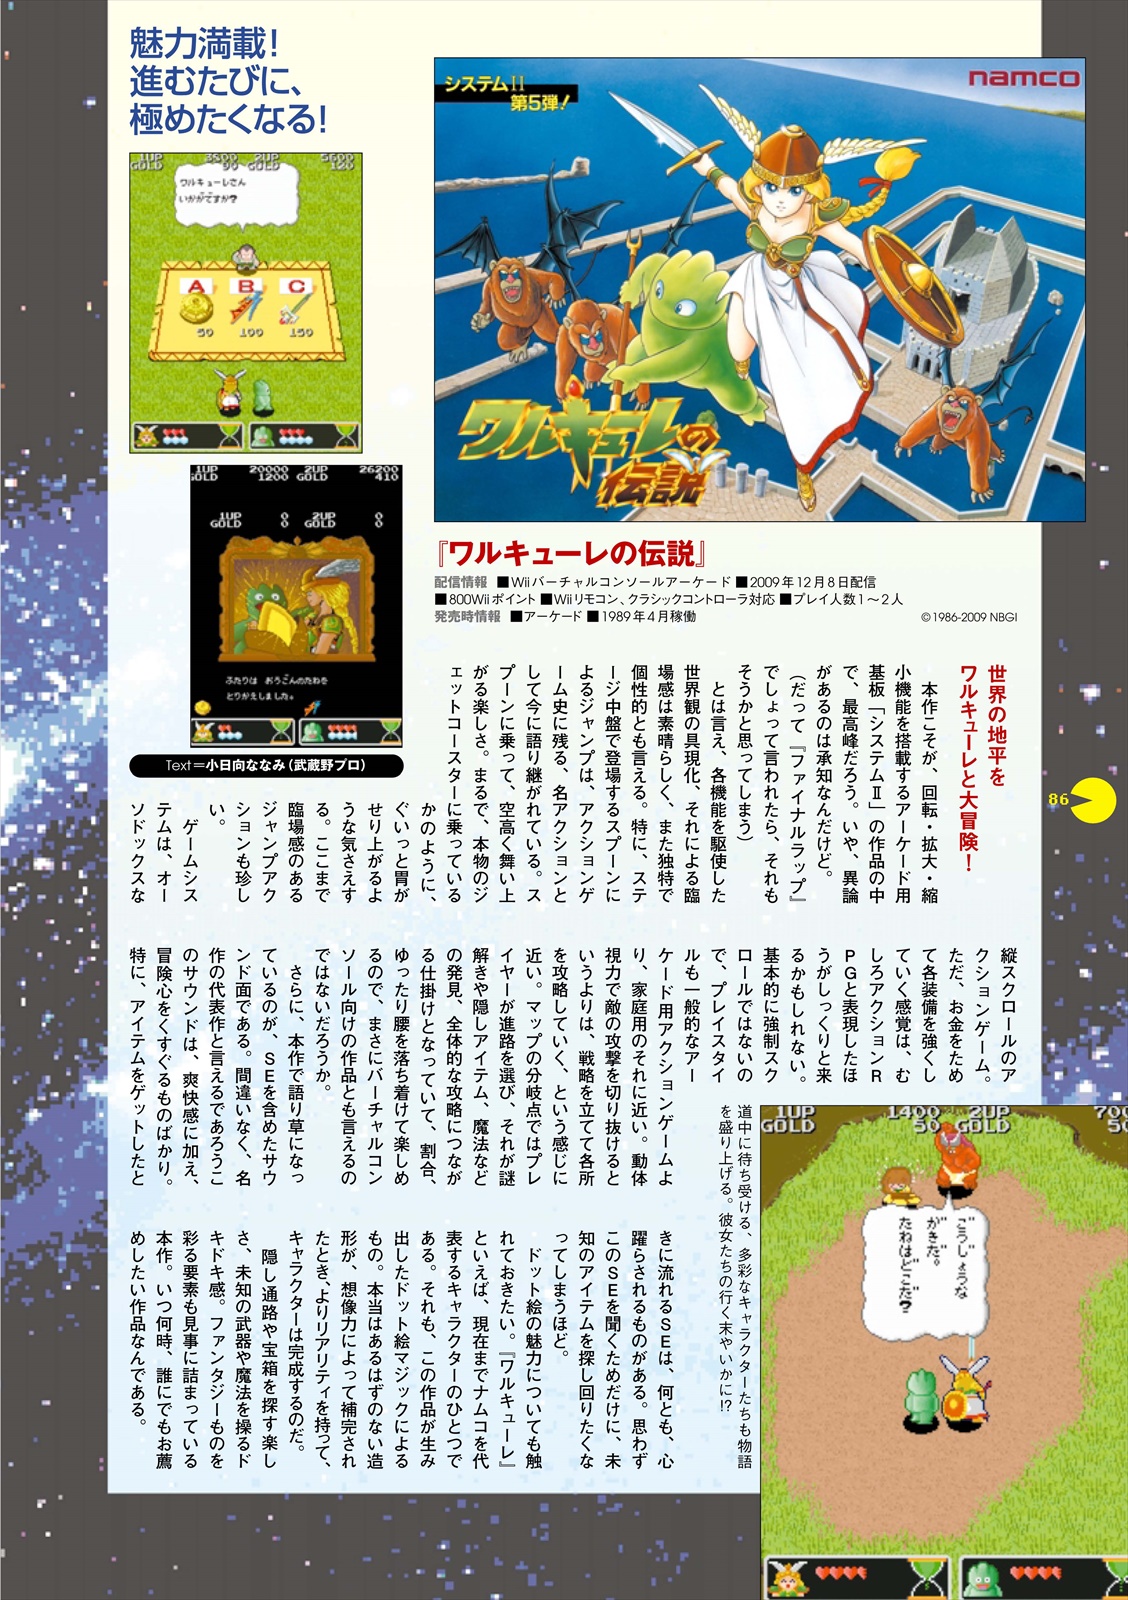 魅力満載！
進むたびに、
極めたくなる！
1UP 3800 2UP 5600
GOLD 90 GOLD 120
ワルキューレさん
いかがですか？
A B C
50 100 150
システムⅡ
第5弾！
namco
ワルキューレの
伝説
1UP 20000 2UP 26200
GOLD 1200 GOLD 410
1UP 0 2UP 0
GOLD 0 GOLD 0
ふたりは おうごんのたねを
とりかえしました。
Text＝小日向ななみ（武蔵野プロ）
『ワルキューレの伝説』
配信情報 ■Wiiバーチャルコンソールアーケード ■2009年12月8日配信
■800Wiiポイント ■Wiiリモコン、クラシックコントローラ対応 ■プレイ人数1～2人
発売時情報 ■アーケード ■1989年4月稼働
©1986-2009 NBGI
世界の地平を
ワルキューレと大冒険！
本作こそが、回転・拡大・縮
小機能を搭載するアーケード用
基板「システムⅡ」の作品の中
で、最高峰だろう。いや、異論
があるのは承知なんだけど。
（だって『ファイナルラップ』
でしょって言われたら、それも
そうかと思ってしまう）
とは言え、各機能を駆使した
世界観の具現化、それによる臨
場感は素晴らしく、また独特で
個性的とも言える。特に、ステ
ージ中盤で登場するスプーンに
よるジャンプは、アクションゲ
ーム史に残る、名アクションと
して今に語り継がれている。ス
プーンに乗って、空高く舞い上
がる楽しさ。まるで、本物のジ
ェットコースターに乗っている
かのように、
ぐいっと胃が
せり上がるよ
うな気さえす
る。ここまで
臨場感のある
ジャンプアク
ションも珍し
い。
ゲームシス
テムは、オー
ソドックスな
86
縦スクロールのア
クションゲーム。
ただ、お金をため
て各装備を強くし
ていく感覚は、む
しろアクションR
PGと表現したほ
うがしっくりと来
るかもしれない。
基本的に強制スク
ロールではないの
で、プレイスタイ
ルも一般的なアー
ケード用アクションゲームよ
り、家庭用のそれに近い。動体
視力で敵の攻撃を切り抜けると
いうよりは、戦略を立てて各所
を攻略していく、という感じに
近い。マップの分岐点ではプレ
イヤーが進路を選び、それが謎
解きや隠しアイテム、魔法など
の発見、全体的な攻略につなが
る仕掛けとなっていて、割合、
ゆったり腰を落ち着けて楽しめ
るので、まさにバーチャルコン
ソール向けの作品とも言えるの
ではないだろうか。
さらに、本作で語り草になっ
ているのが、SEを含めたサウ
ンド面である。間違いなく、名
作の代表作と言えるであろうこ
のサウンドは、爽快感に加え、
冒険心をくすぐるものばかり。
特に、アイテムをゲットしたと
きに流れるSEは、何とも、心
躍らされるものがある。思わず
このSEを聞くためだけに、未
知のアイテムを探し回りたくな
ってしまうほど。
ドット絵の魅力についても触
れておきたい。『ワルキューレ』
といえば、現在までナムコを代
表するキャラクターのひとつで
ある。それも、この作品が生み
出したドット絵マジックによる
もの。本当はあるはずのない造
形が、想像力によって補完され
たとき、よりリアリティを持って、
キャラクターは完成するのだ。
隠し通路や宝箱を探す楽し
さ、未知の武器や魔法を操るド
キドキ感。ファンタジーものを
彩る要素も見事に詰まっている
本作。いつ何時、誰にでもお薦
めしたい作品なんである。
道中に待ち受ける、多彩なキャラクターたちも物語
を盛り上げる。彼女たちの行く末やいかに!?
1UP 1400 2UP 700
GOLD 50 GOLD 50
こうしょうな
がきだ。
たねはどこだ？